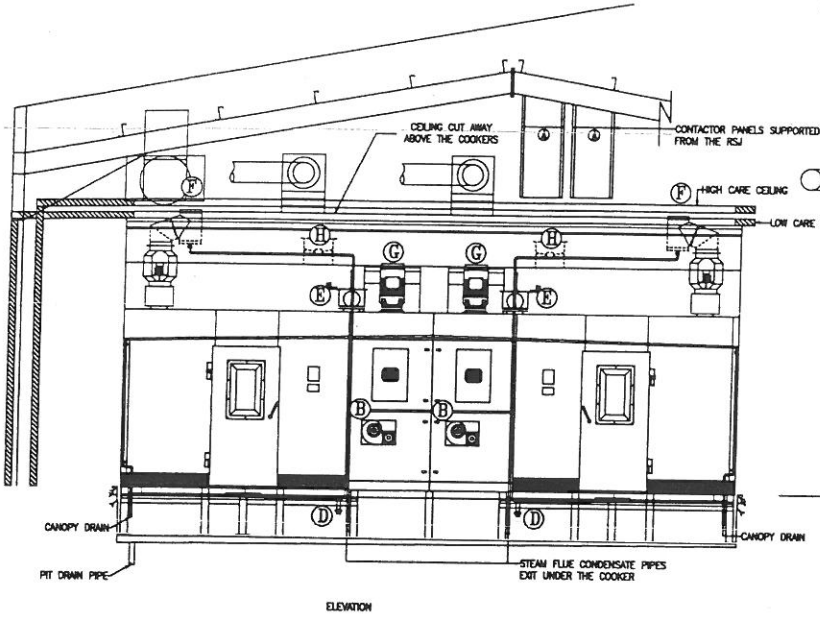 CEILING CUT AWAY
ABOVE THE COOKERS
CONTACTOR PANELS SUPPORTED
FROM THE RSJ
A A
F F
HIGH CARE CEILING
LOW CARE
H H
G G
E E
B B
D D
CANOPY DRAIN
CANOPY DRAIN
PIT DRAIN PIPE
STEAM FLUE CONDENSATE PIPES
EXIT UNDER THE COOKER
ELEVATION